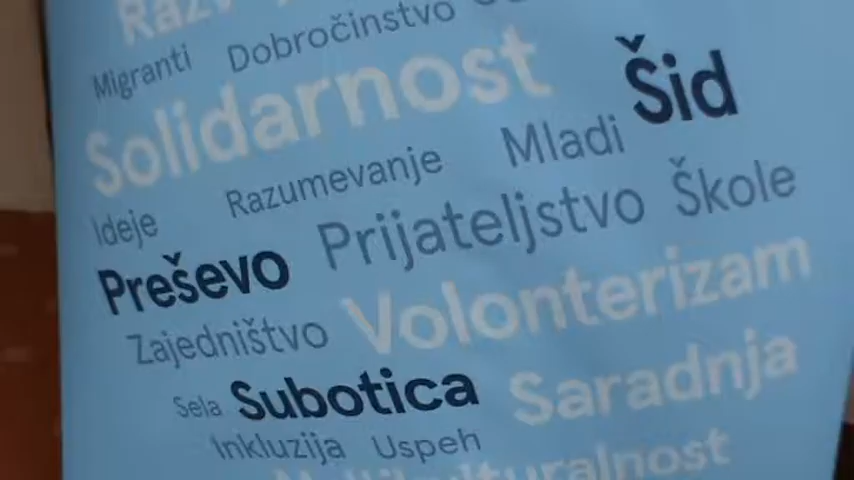 Migranti Dobročinstvo
Solidarnost Šid
Ideje Razumevanje Mladi
Preševo Prijateljstvo Škole
Zajedništvo Volonterizam
Sela Subotica Saradnja
Inkluzija Uspeh